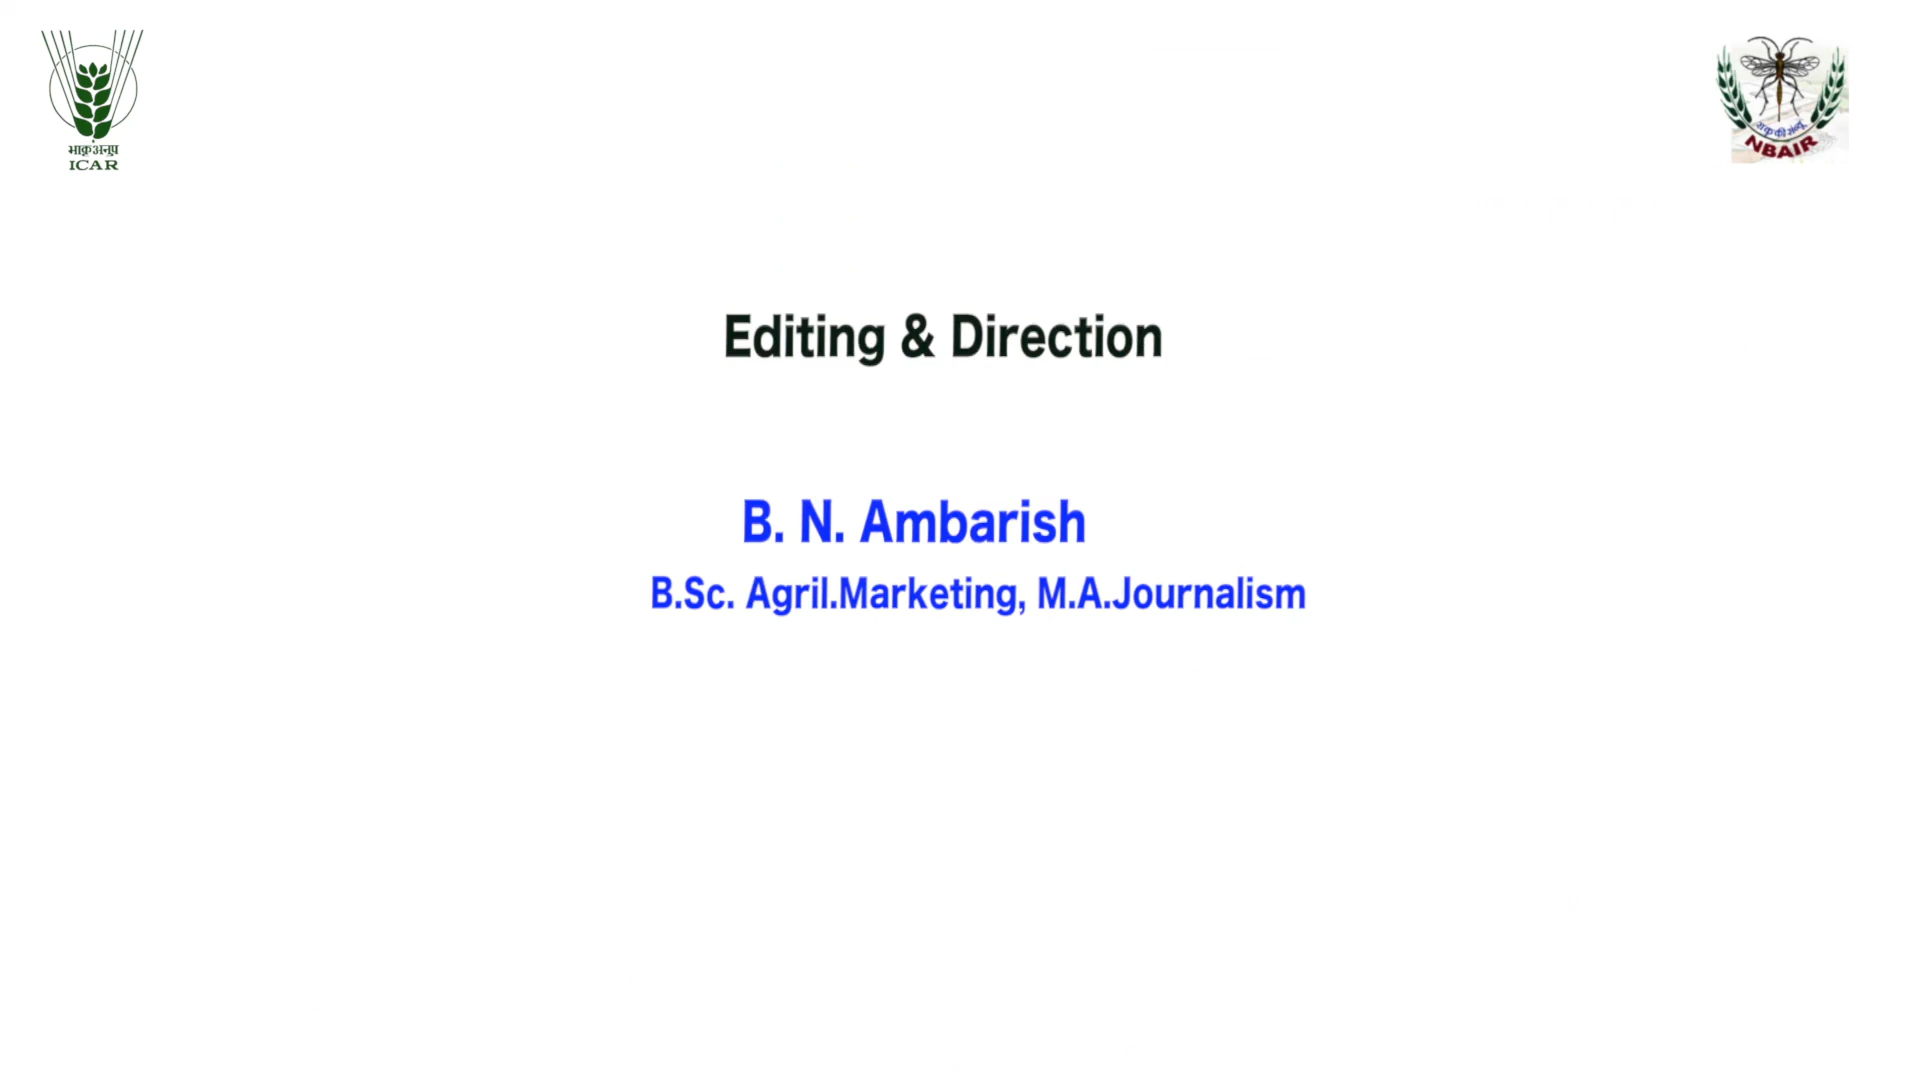 भाकृअनुप
ICAR
NBAIR
Editing & Direction
B. N. Ambarish
B.Sc. Agril.Marketing, M.A.Journalism